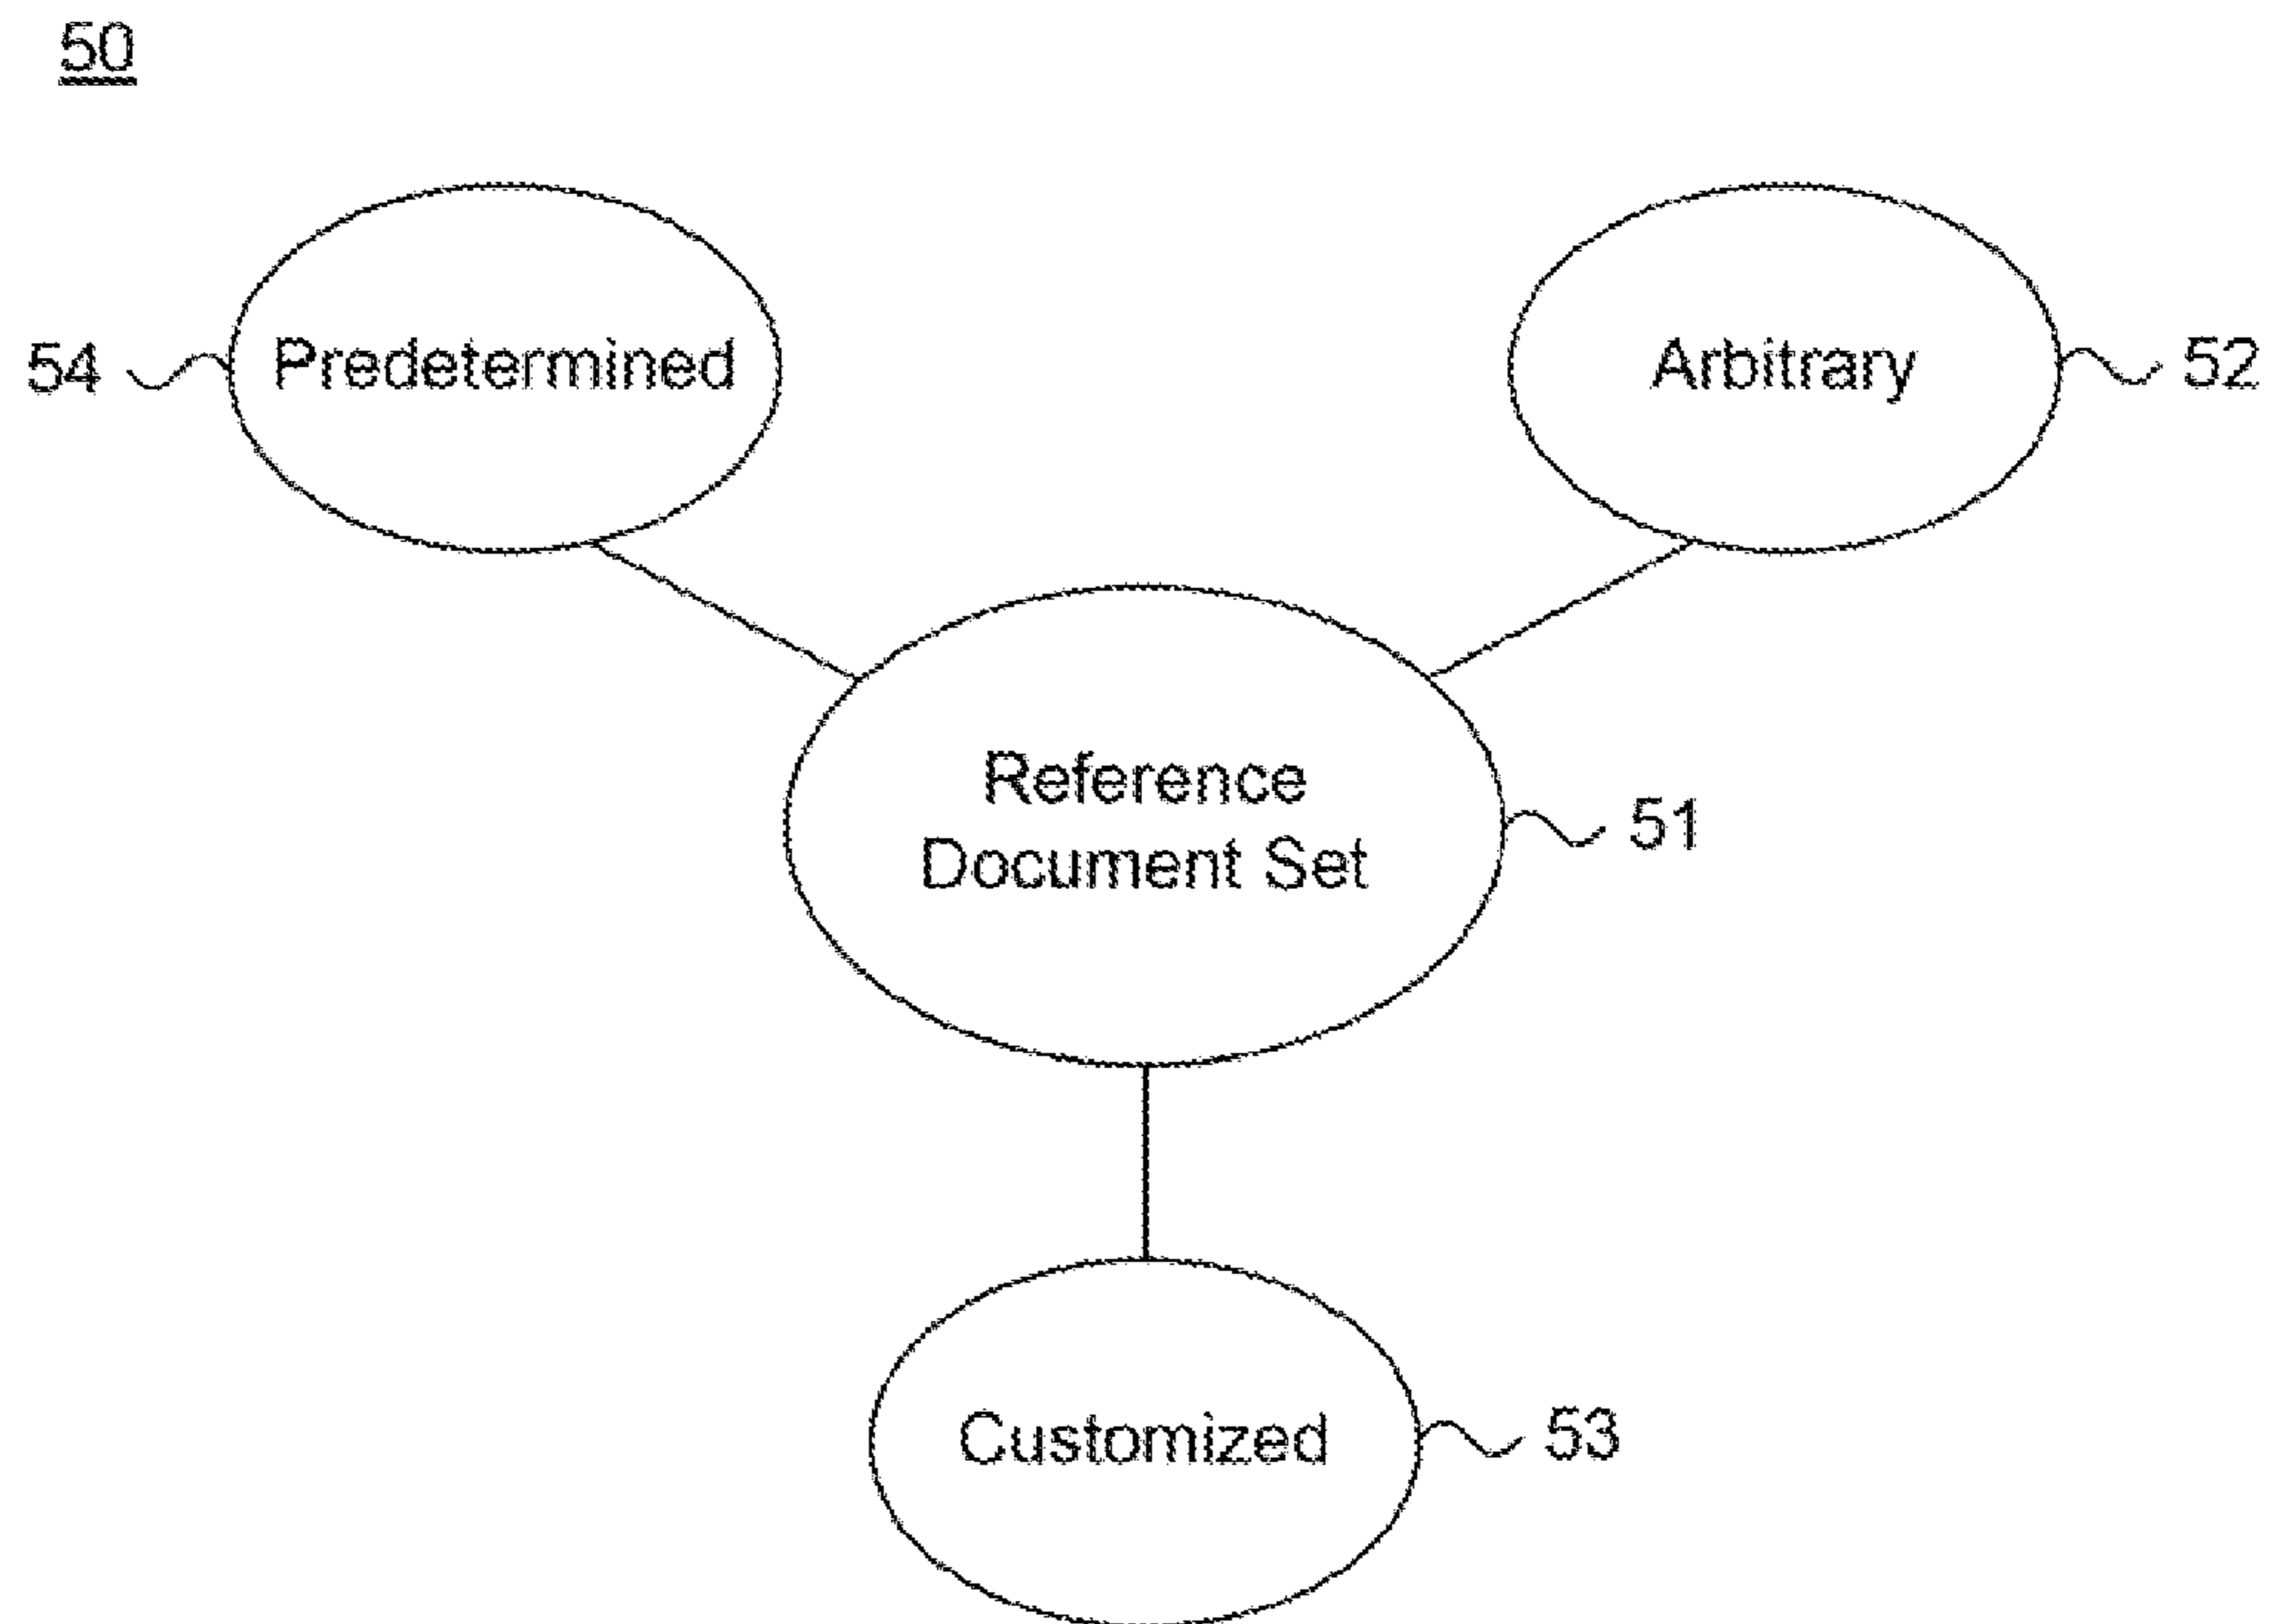 50
54
Predetermined
Arbitrary
52
Reference
Document Set
51
Customized
53